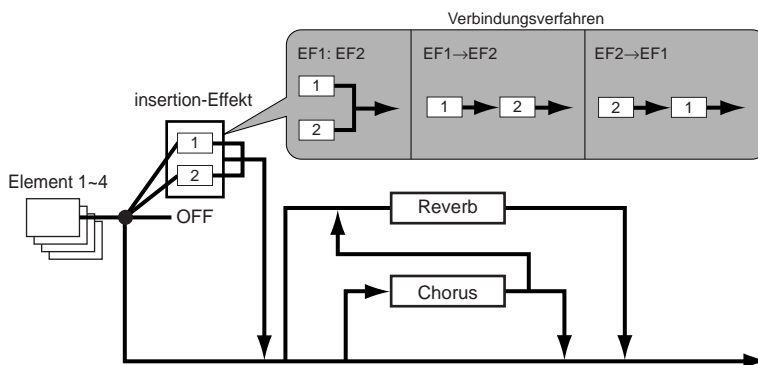 Verbindungsverfahren
EF1: EF2
EF1→EF2
EF2→EF1
1
2
1
2
2
1
insertion-Effekt
1
2
Element 1~4
OFF
Reverb
Chorus